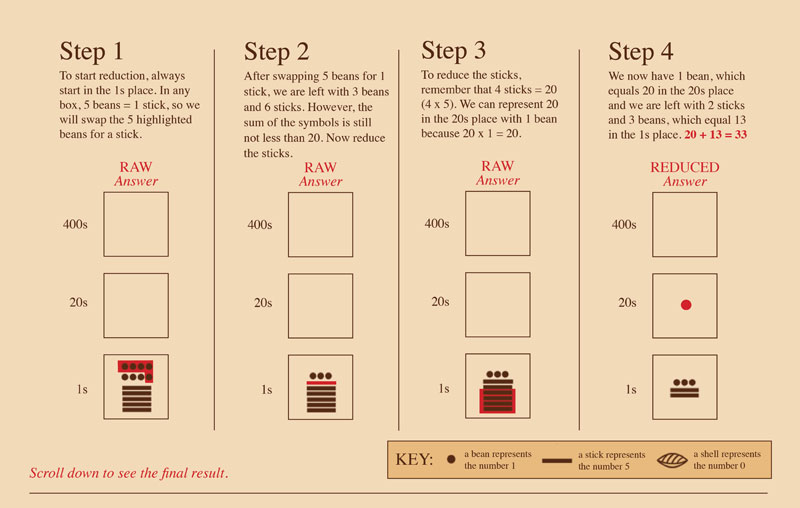 Step 1
To start reduction, always
start in the 1s place. In any
box, 5 beans = 1 stick, so we
will swap the 5 highlighted
beans for a stick.
RAW
Answer
400s
20s
1s
Step 2
After swapping 5 beans for 1
stick, we are left with 3 beans
and 6 sticks. However, the
sum of the symbols is still
not less than 20. Now reduce
the sticks.
RAW
Answer
400s
20s
1s
Step 3
To reduce the sticks,
remember that 4 sticks = 20
(4 x 5). We can represent 20
in the 20s place with 1 bean
because 20 x 1 = 20.
RAW
Answer
400s
20s
1s
Step 4
We now have 1 bean, which
equals 20 in the 20s place
and we are left with 2 sticks
and 3 beans, which equal 13
in the 1s place. 20 + 13 = 33
REDUCED
Answer
400s
20s
1s
Scroll down to see the final result.
KEY:
a bean represents
the number 1
a stick represents
the number 5
a shell represents
the number 0